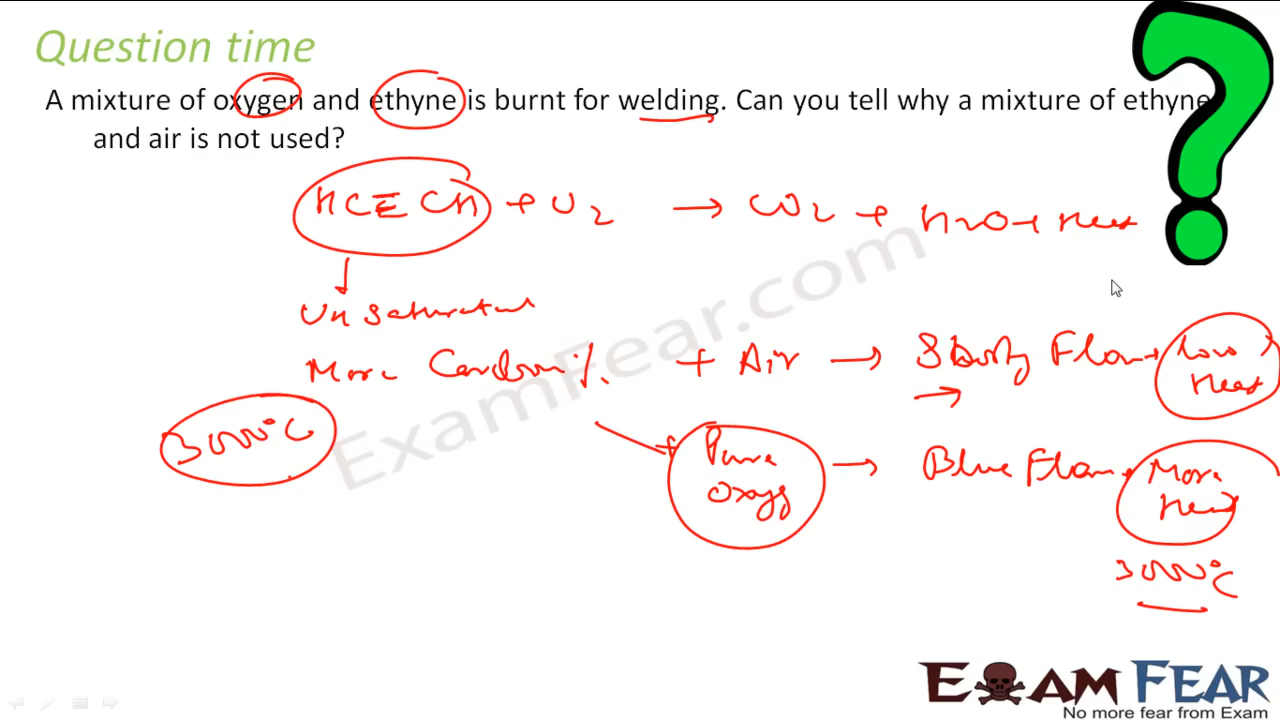 Question time
A mixture of oxygen and ethyne is burnt for welding. Can you tell why a mixture of ethyne
and air is not used?
HC≡CH + O2 → CO2 + H2O + Heat
Unsaturated
More Carbon % + Air → Sooty Flame, Low Heat
3000°C
+ Pure Oxyg → Blue Flame, More Heat
3000°C
ExamFear.com
EXAM FEAR
No more fear from Exam